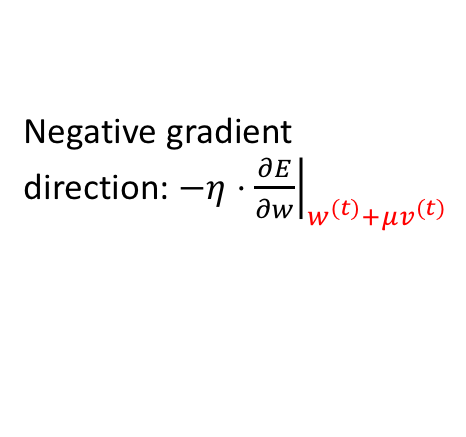 Negative gradient
direction: −η · ∂E/∂w|w⁽ᵗ⁾+μv⁽ᵗ⁾